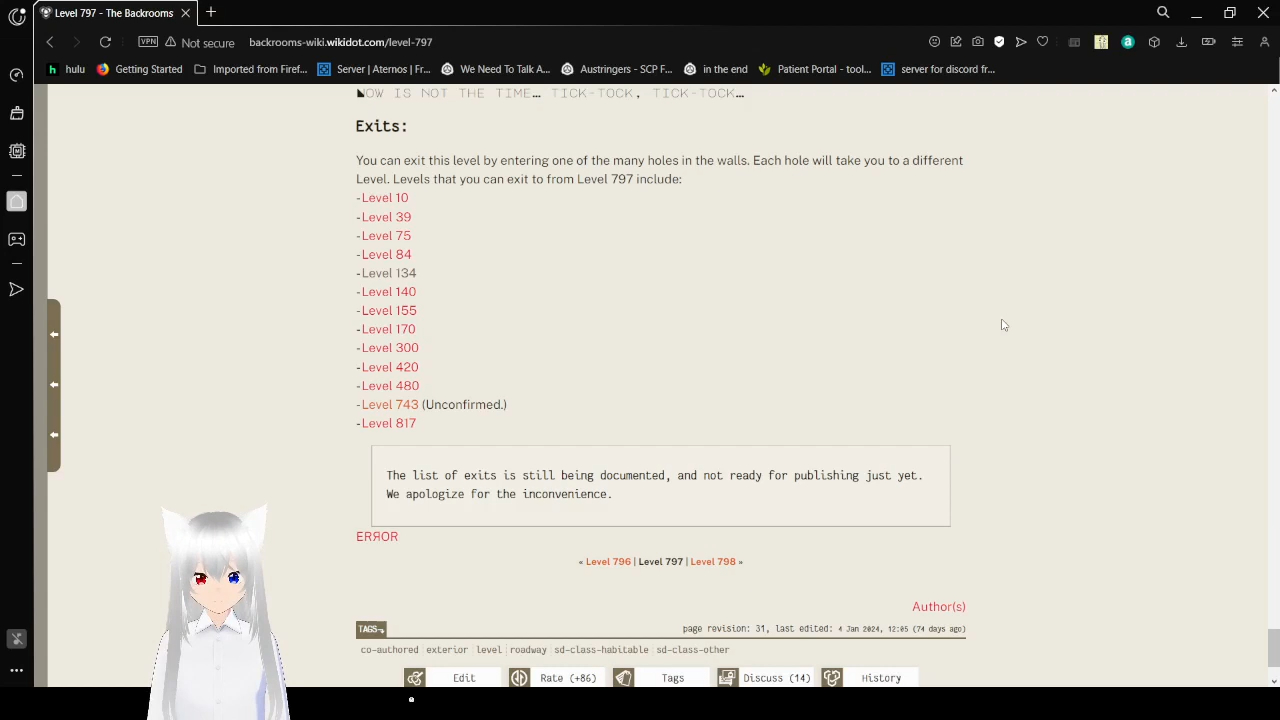 Level 797 - The Backrooms
VPN Not secure backrooms-wiki.wikidot.com/level-797
hulu Getting Started Imported from Firef... Server | Aternos | Fr... We Need To Talk A... Austringers - SCP F... in the end Patient Portal - tool... server for discord fr...
NOW IS NOT THE TIME... TICK-TOCK, TICK-TOCK...
Exits:
You can exit this level by entering one of the many holes in the walls. Each hole will take you to a different
Level. Levels that you can exit to from Level 797 include:
- Level 10
- Level 39
- Level 75
- Level 84
- Level 134
- Level 140
- Level 155
- Level 170
- Level 300
- Level 420
- Level 480
- Level 743 (Unconfirmed.)
- Level 817
The list of exits is still being documented, and not ready for publishing just yet.
We apologize for the inconvenience.
ERЯOR
« Level 796 | Level 797 | Level 798 »
Author(s)
TAGS page revision: 31, last edited: 4 Jan 2024, 12:05 (74 days ago)
co-authored exterior level roadway sd-class-habitable sd-class-other
Edit Rate (+86) Tags Discuss (14) History